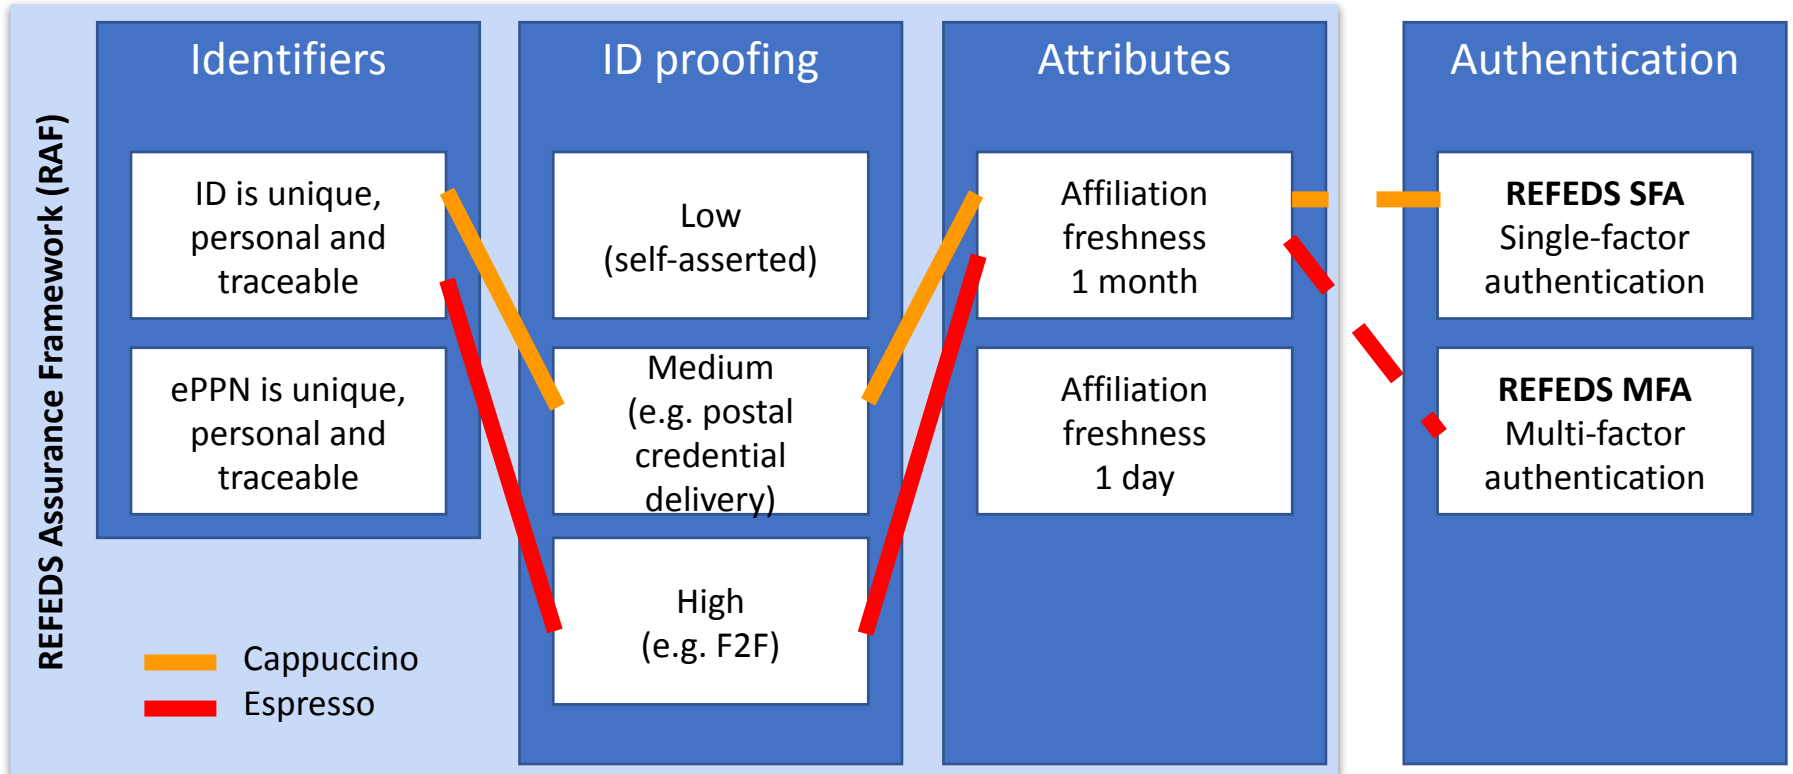 REFEDS Assurance Framework (RAF)
Identifiers
ID is unique,
personal and
traceable
ePPN is unique,
personal and
traceable
ID proofing
Low
(self-asserted)
Medium
(e.g. postal
credential
delivery)
High
(e.g. F2F)
Attributes
Affiliation
freshness
1 month
Affiliation
freshness
1 day
Authentication
REFEDS SFA
Single-factor
authentication
REFEDS MFA
Multi-factor
authentication
Cappuccino
Espresso